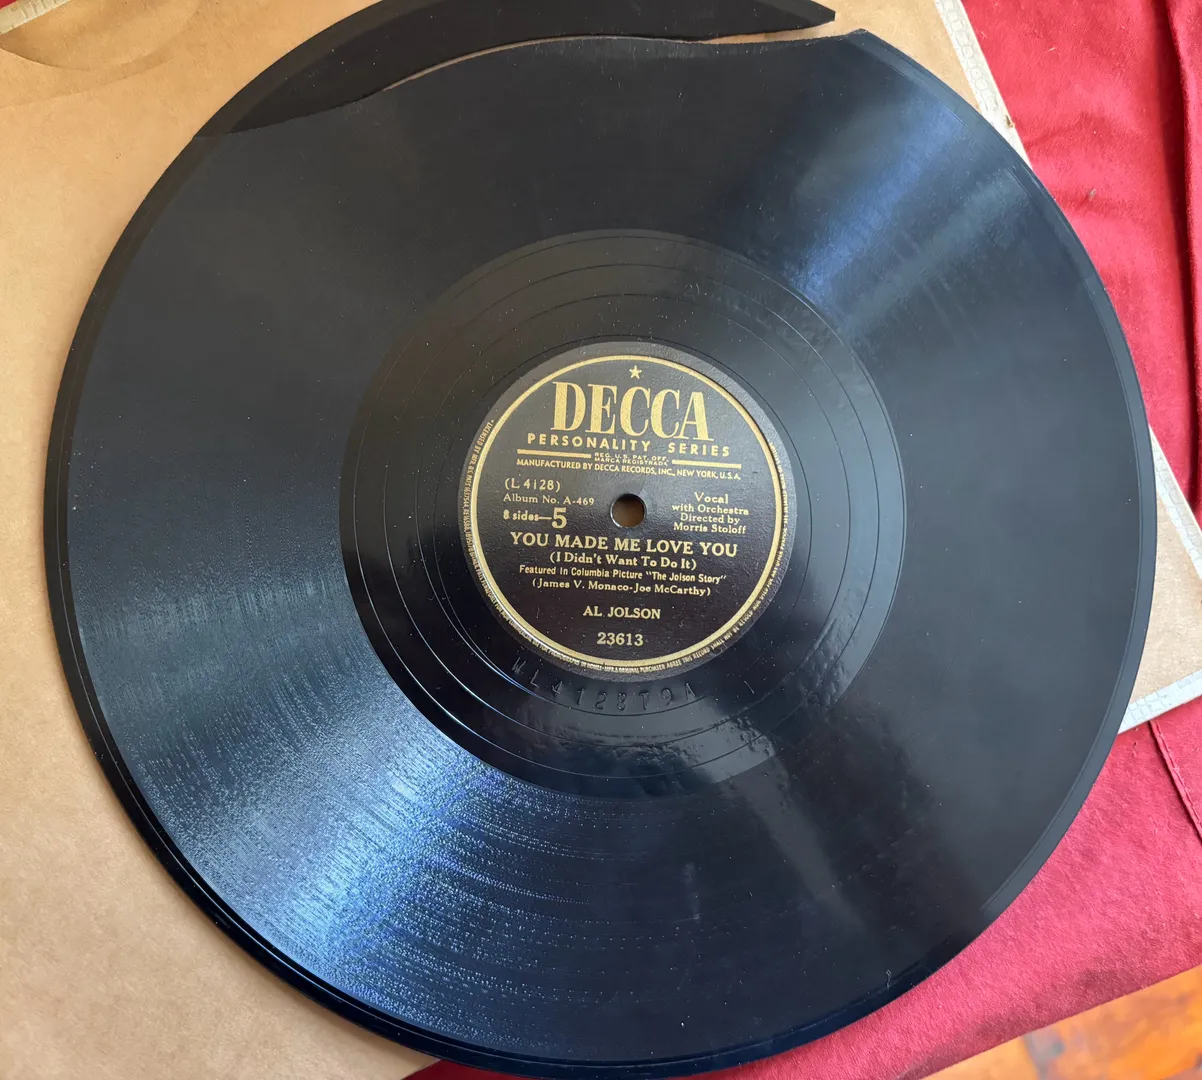 DECCA
PERSONALITY SERIES
REG. U.S. PAT. OFF.
MARCA REGISTRADA
MANUFACTURED BY DECCA RECORDS, INC., NEW YORK, U.S.A.
(L 4128)
Album No. A-469
8 sides—5
Vocal
with Orchestra
Directed by
Morris Stoloff
YOU MADE ME LOVE YOU
(I Didn't Want To Do It)
Featured In Columbia Picture "The Jolson Story"
(James V. Monaco-Joe McCarthy)
AL JOLSON
23613